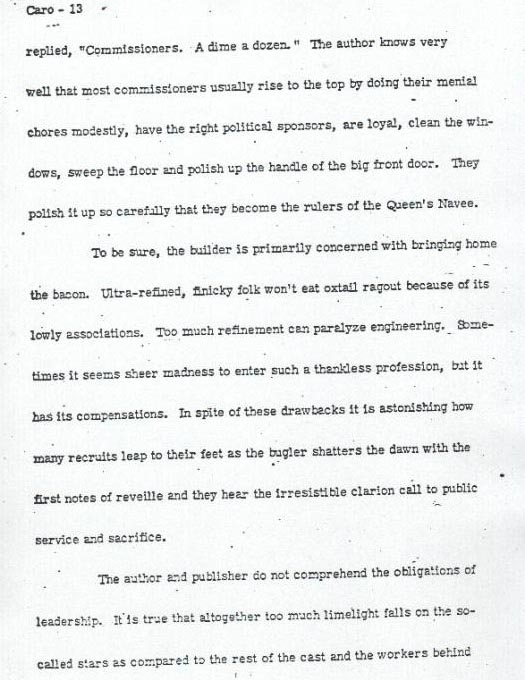 Caro - 13
replied, "Commissioners. A dime a dozen." The author knows very
well that most commissioners usually rise to the top by doing their menial
chores modestly, have the right political sponsors, are loyal, clean the win-
dows, sweep the floor and polish up the handle of the big front door. They
polish it up so carefully that they become the rulers of the Queen's Navee.
To be sure, the builder is primarily concerned with bringing home
the bacon. Ultra-refined, finicky folk won't eat oxtail ragout because of its
lowly associations. Too much refinement can paralyze engineering. Some-
times it seems sheer madness to enter such a thankless profession, but it
has its compensations. In spite of these drawbacks it is astonishing how
many recruits leap to their feet as the bugler shatters the dawn with the
first notes of reveille and they hear the irresistible clarion call to public
service and sacrifice.
The author and publisher do not comprehend the obligations of
leadership. It is true that altogether too much limelight falls on the so-
called stars as compared to the rest of the cast and the workers behind